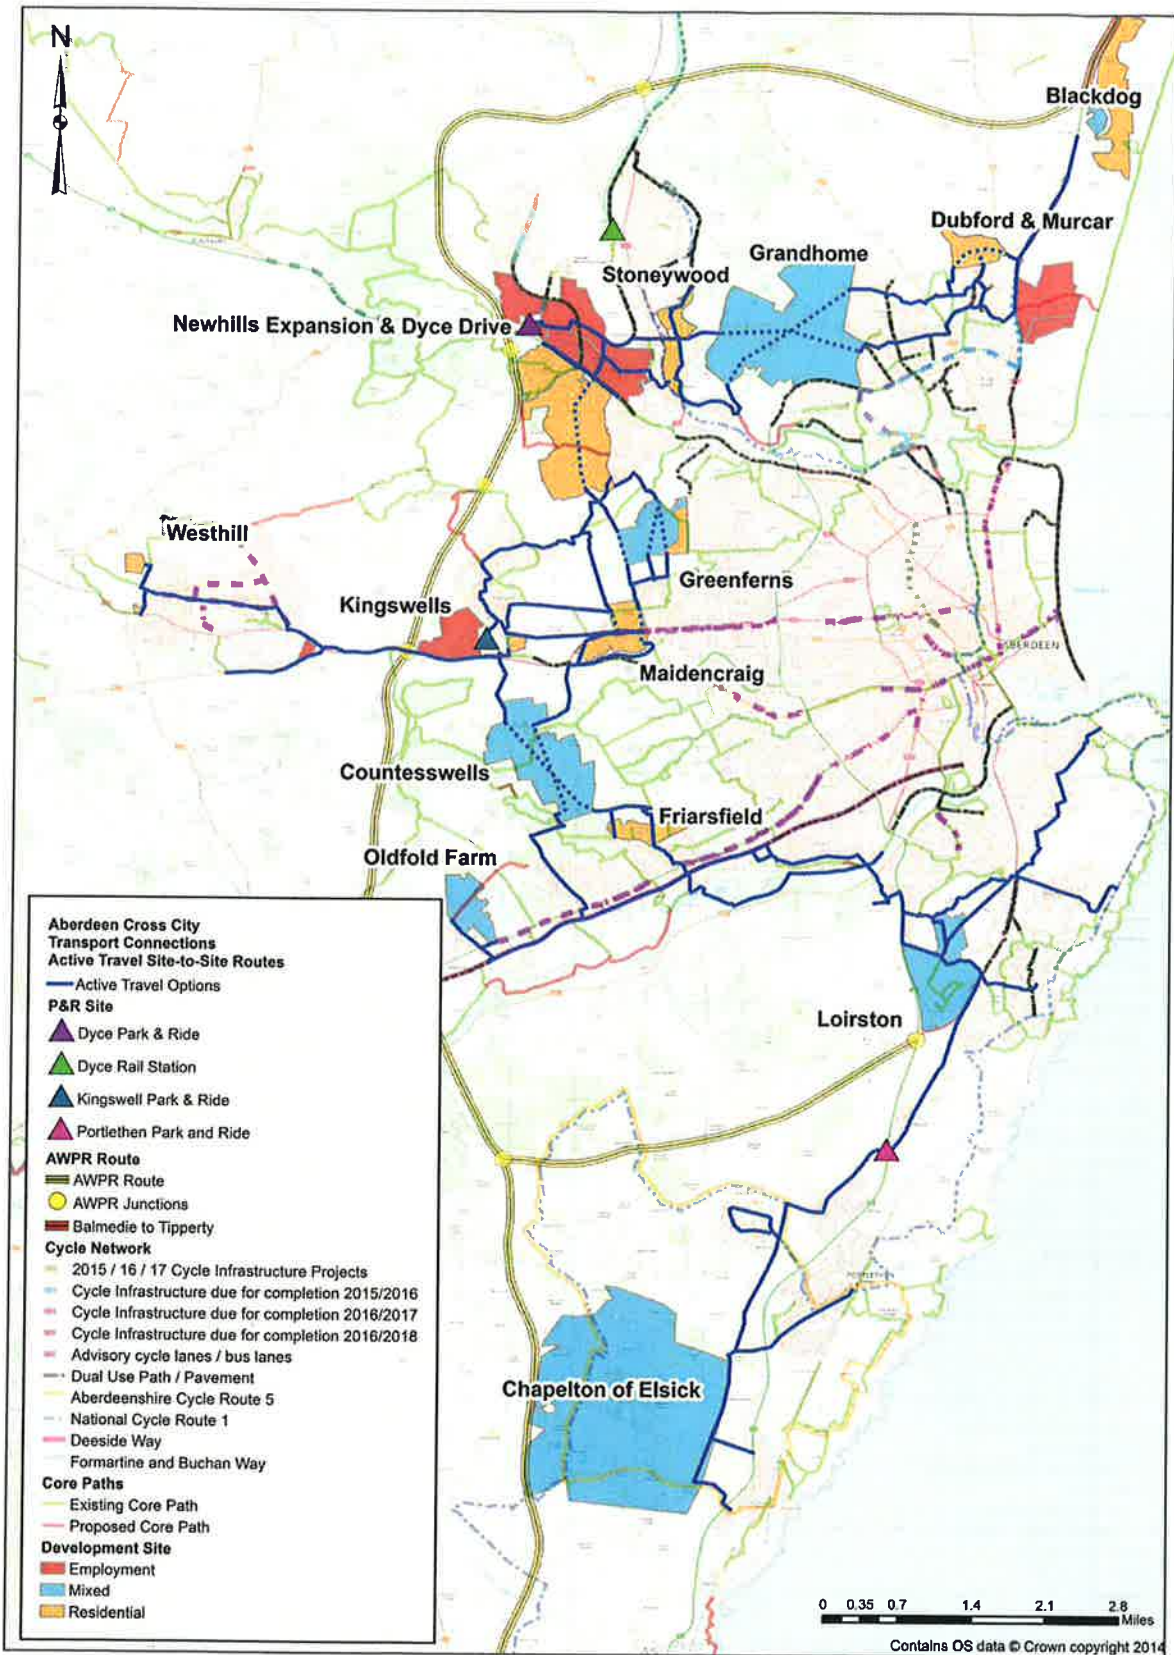 N
Blackdog
Dubford & Murcar
Grandhome
Stoneywood
Newhills Expansion & Dyce Drive
Westhill
Greenferns
Kingswells
ABERDEEN
Maidencraig
Countesswells
Friarsfield
Oldfold Farm
Loirston
PORTLETHEN
Chapelton of Elsick
Aberdeen Cross City
Transport Connections
Active Travel Site-to-Site Routes
Active Travel Options
P&R Site
Dyce Park & Ride
Dyce Rail Station
Kingswell Park & Ride
Portlethen Park and Ride
AWPR Route
AWPR Route
AWPR Junctions
Balmedie to Tipperty
Cycle Network
2015 / 16 / 17 Cycle Infrastructure Projects
Cycle Infrastructure due for completion 2015/2016
Cycle Infrastructure due for completion 2016/2017
Cycle Infrastructure due for completion 2016/2018
Advisory cycle lanes / bus lanes
Dual Use Path / Pavement
Aberdeenshire Cycle Route 5
National Cycle Route 1
Deeside Way
Formartine and Buchan Way
Core Paths
Existing Core Path
Proposed Core Path
Development Site
Employment
Mixed
Residential
0 0.35 0.7 1.4 2.1 2.8
Miles
Contains OS data © Crown copyright 2014